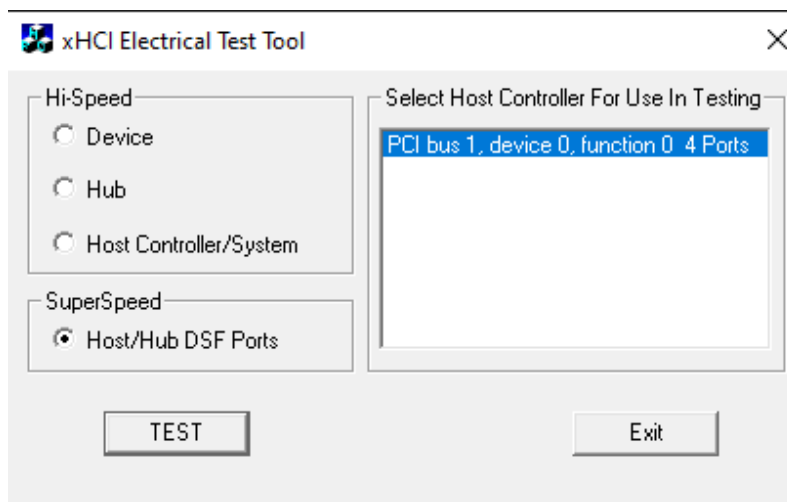 xHCI Electrical Test Tool
Hi-Speed
Device
Hub
Host Controller/System
SuperSpeed
Host/Hub DSF Ports
Select Host Controller For Use In Testing
PCI bus 1, device 0, function 0 4 Ports
TEST
Exit